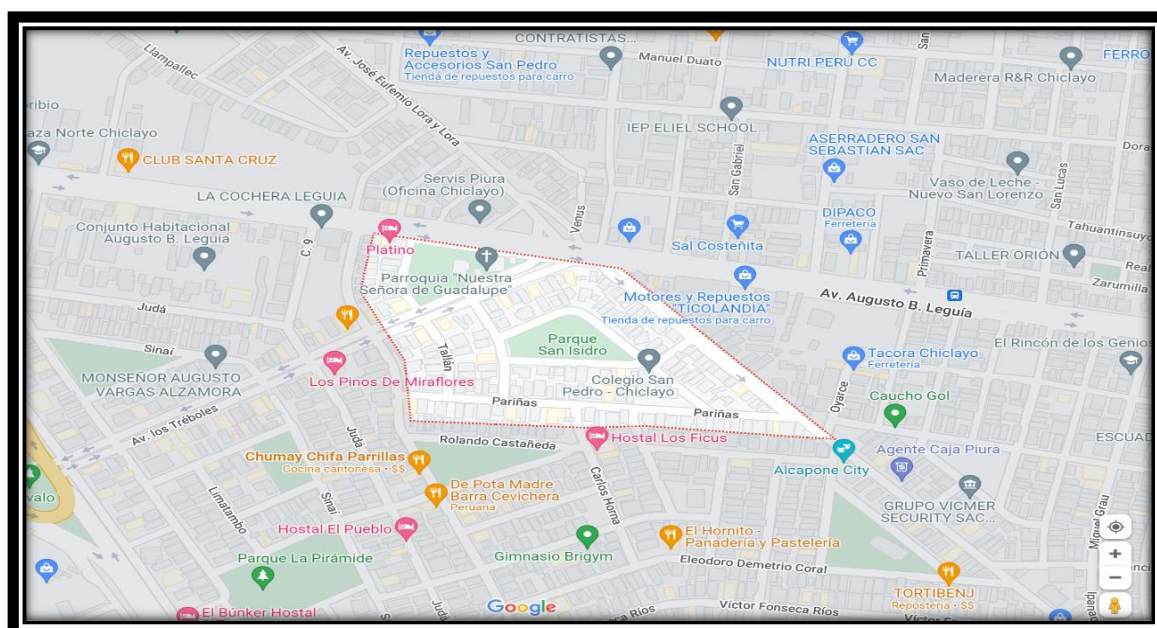 CONTRATISTAS...
Repuestos y
Accesorios San Pedro
Tienda de repuestos para carro
Manuel Duato
NUTRI PERU CC
San
FERRO
Maderera R&R Chiclayo
Llampallec
Av. José Eufemio Lora y Lora
oribio
aza Norte Chiclayo
CLUB SANTA CRUZ
IEP ELIEL SCHOOL
ASERRADERO SAN
SEBASTIAN SAC
Dora
San Gabriel
Vaso de Leche -
Nuevo San Lorenzo
San Lucas
Servis Piura
(Oficina Chiclayo)
LA COCHERA LEGUIA
Venus
DIPACO
Ferretería
Tahuantinsuyo
Conjunto Habitacional
Augusto B. Leguia
C. 9
Platino
Sal Costeñita
Primavera
TALLER ORIÓN
Real
Parroquia "Nuestra
Señora de Guadalupe"
Zarumilla
Motores y Repuestos
"TICOLANDIA"
Tienda de repuestos para carro
Av. Augusto B. Leguía
Judá
Sinaí
Tallán
Parque
San Isidro
El Rincón de los Genios
Tacora Chiclayo
Ferretería
MONSEÑOR AUGUSTO
VARGAS ALZAMORA
Los Pinos De Miraflores
Colegio San
Pedro - Chiclayo
Oyarce
Caucho Gol
Pariñas
Pariñas
Av. los Tréboles
Judá
Rolando Castañeda
Hostal Los Ficus
ESCUAD
Chumay Chifa Parrillas
Cocina cantonesa · $$
Alcapone City
Agente Caja Piura
valo
Limatambo
Sinaí
De Pota Madre
Barra Cevichera
Peruana
Carlos Horna
GRUPO VICMER
SECURITY SAC...
Miguel Grau
Hostal El Pueblo
El Hornito -
Panadería y Pastelería
Parque La Pirámide
Gimnasio Brigym
Eleodoro Demetrio Coral
TORTIBENJ
Repostería · $$
El Búnker Hostal
Judá
Google
Ríos
Víctor Fonseca Ríos
Víctor